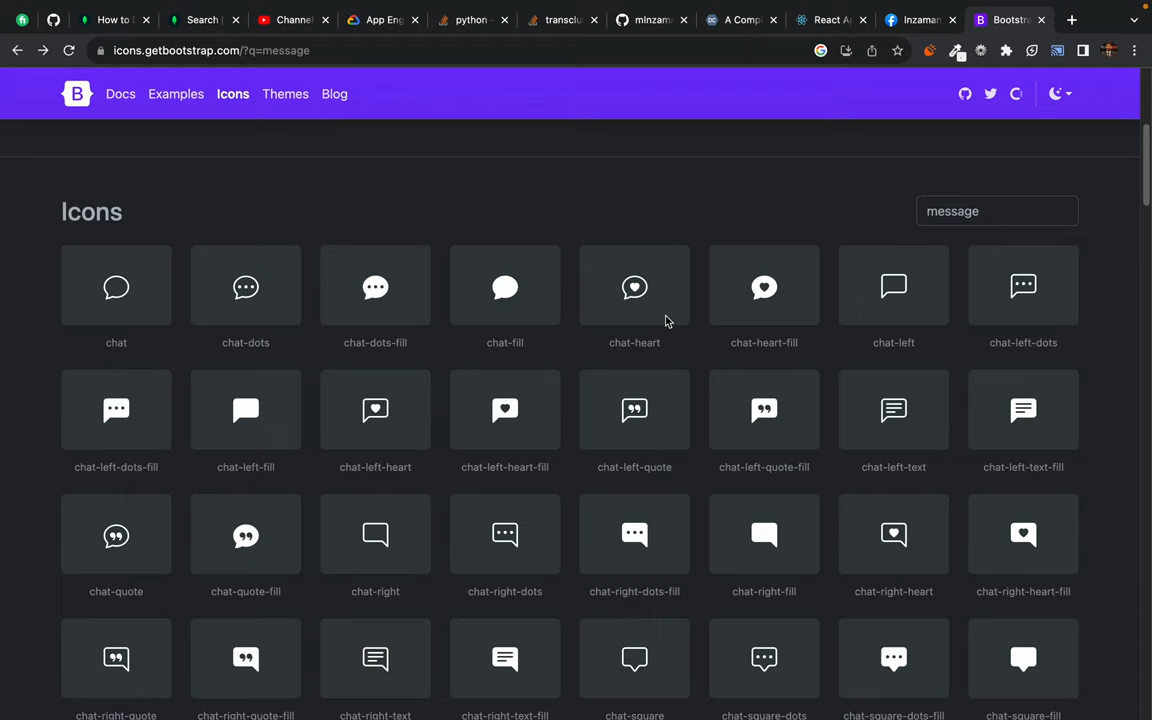 How to D
Search |
Channel
App Eng
python -
transclus
mInzama
DC
A Compl
React Ap
Inzaman
B
Bootstra
icons.getbootstrap.com/?q=message
B
Docs
Examples
Icons
Themes
Blog
Icons
message
chat
chat-dots
chat-dots-fill
chat-fill
chat-heart
chat-heart-fill
chat-left
chat-left-dots
chat-left-dots-fill
chat-left-fill
chat-left-heart
chat-left-heart-fill
chat-left-quote
chat-left-quote-fill
chat-left-text
chat-left-text-fill
chat-quote
chat-quote-fill
chat-right
chat-right-dots
chat-right-dots-fill
chat-right-fill
chat-right-heart
chat-right-heart-fill
chat-right-quote
chat-right-quote-fill
chat-right-text
chat-right-text-fill
chat-square
chat-square-dots
chat-square-dots-fill
chat-square-fill